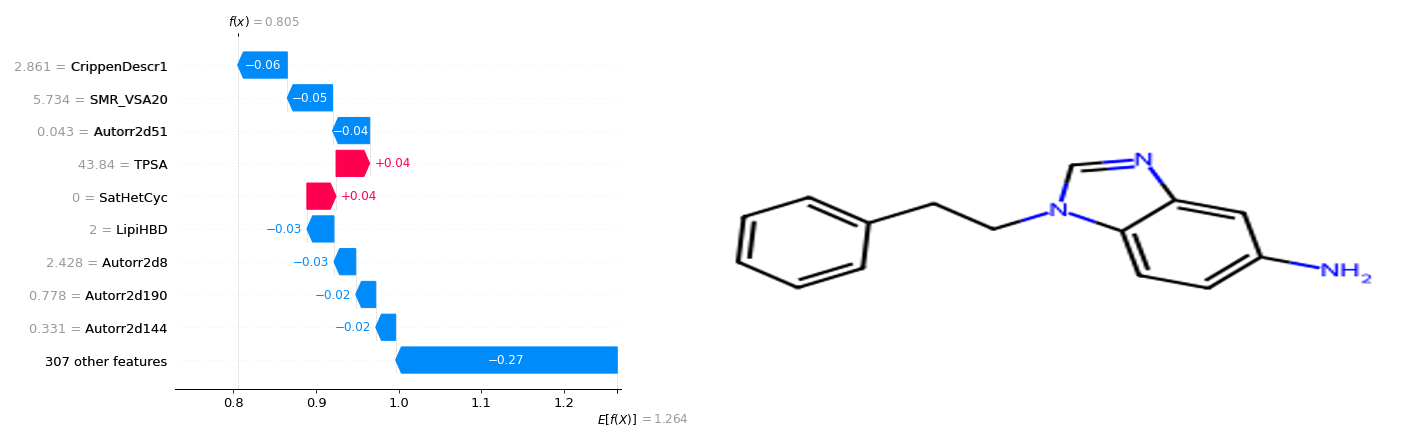 f(x) = 0.805
2.861 = CrippenDescr1
−0.06
5.734 = SMR_VSA20
−0.05
0.043 = Autorr2d51
−0.04
43.84 = TPSA
+0.04
0 = SatHetCyc
+0.04
2 = LipiHBD
−0.03
2.428 = Autorr2d8
−0.03
0.778 = Autorr2d190
−0.02
0.331 = Autorr2d144
−0.02
307 other features
−0.27
0.8 0.9 1.0 1.1 1.2
E[f(X)] = 1.264
N
N
NH₂